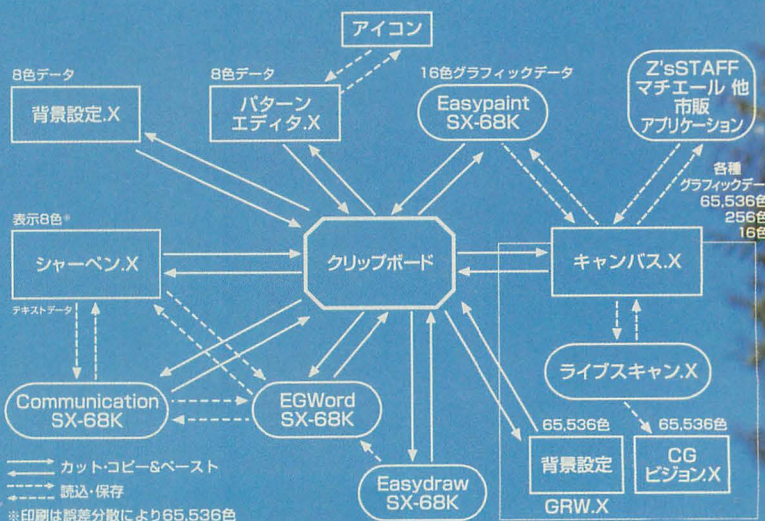 アイコン
8色データ
背景設定.X
8色データ
パターン
エディタ.X
16色グラフィックデータ
Easypaint
SX-68K
Z'sSTAFF
マチエール 他
市販
アプリケーション
各種
グラフィックデー
65,536色
256色
16色
表示8色※
シャーペン.X
クリップボード
キャンバス.X
テキストデータ
ライブスキャン.X
Communication
SX-68K
EGWord
SX-68K
Easydraw
SX-68K
65,536色
背景設定
GRW.X
65,536色
CG
ビジョン.X
カット・コピー&ペースト
読込・保存
※印刷は誤差分散により65,536色